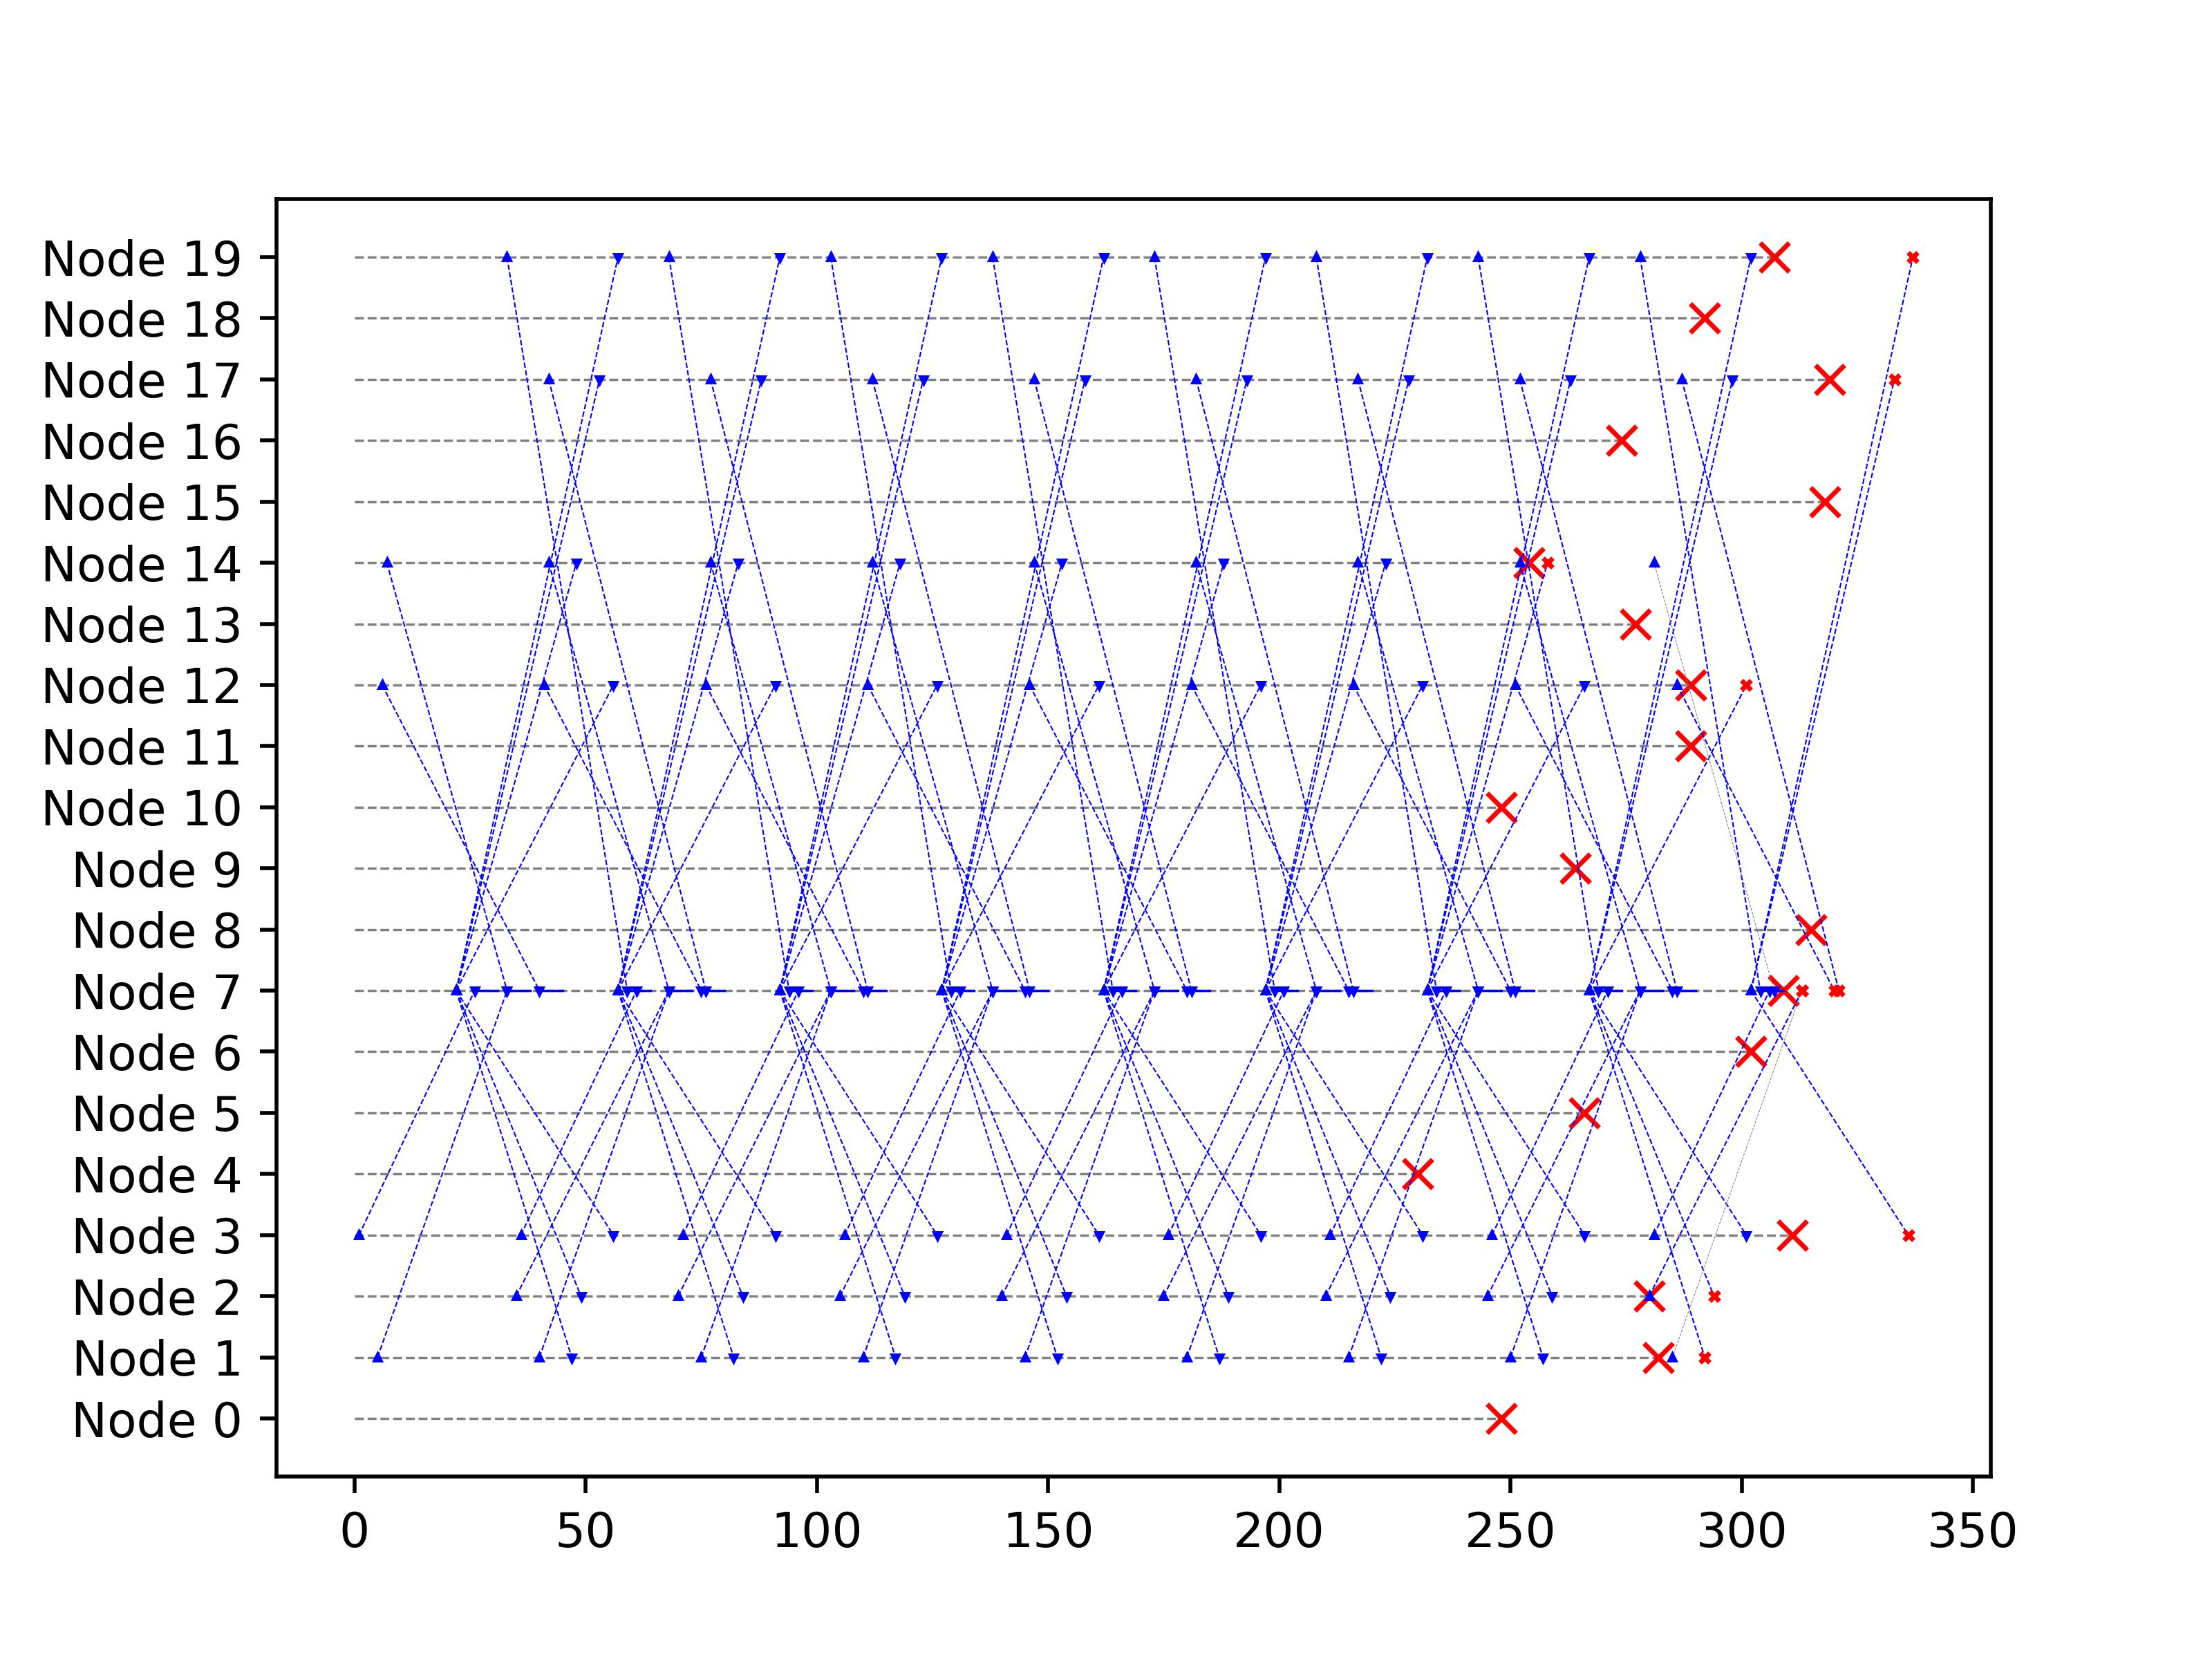 Node 19
Node 18
Node 17
Node 16
Node 15
Node 14
Node 13
Node 12
Node 11
Node 10
Node 9
Node 8
Node 7
Node 6
Node 5
Node 4
Node 3
Node 2
Node 1
Node 0
0 50 100 150 200 250 300 350